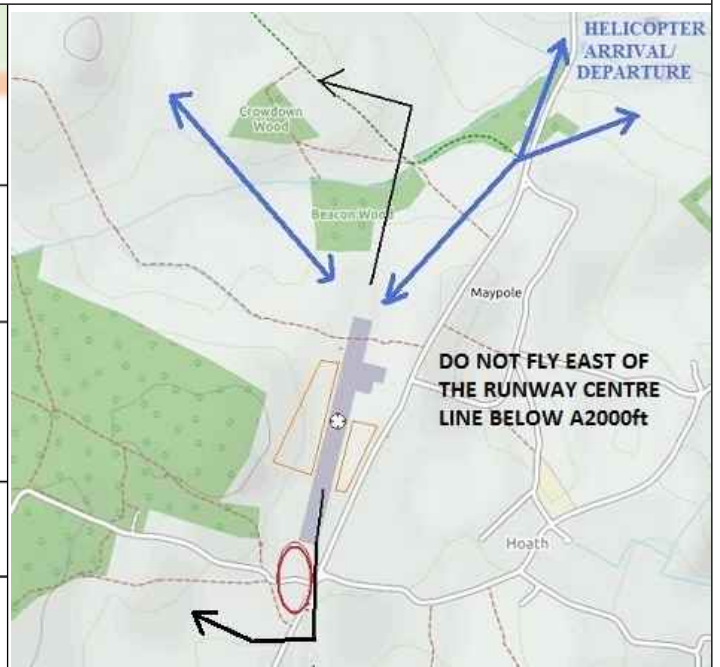 HELICOPTER
ARRIVAL/
DEPARTURE
Crowdown
Wood
Beacon Wood
Maypole
DO NOT FLY EAST OF
THE RUNWAY CENTRE
LINE BELOW A2000ft
Hoath